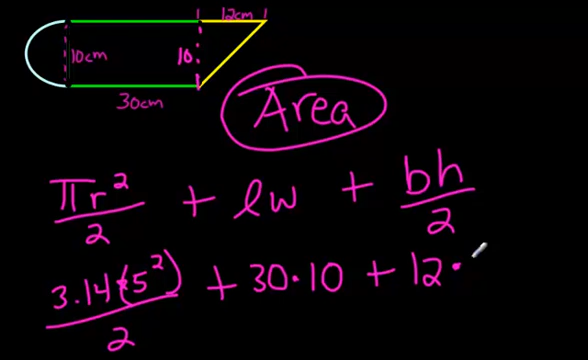 12cm
10cm 10
30cm
Area
πr²/2 + lw + bh/2
3.14(5²)/2 + 30·10 + 12·